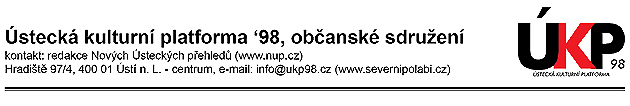 Ústecká kulturní platforma ‘98, občanské sdružení
kontakt: redakce Nových Ústeckých přehledů (www.nup.cz)
Hradiště 97/4, 400 01 Ústí n. L. - centrum, e-mail: info@ukp98.cz (www.severnipolabi.cz)
ÚKP
98
ÚSTECKÁ KULTURNÍ PLATFORMA